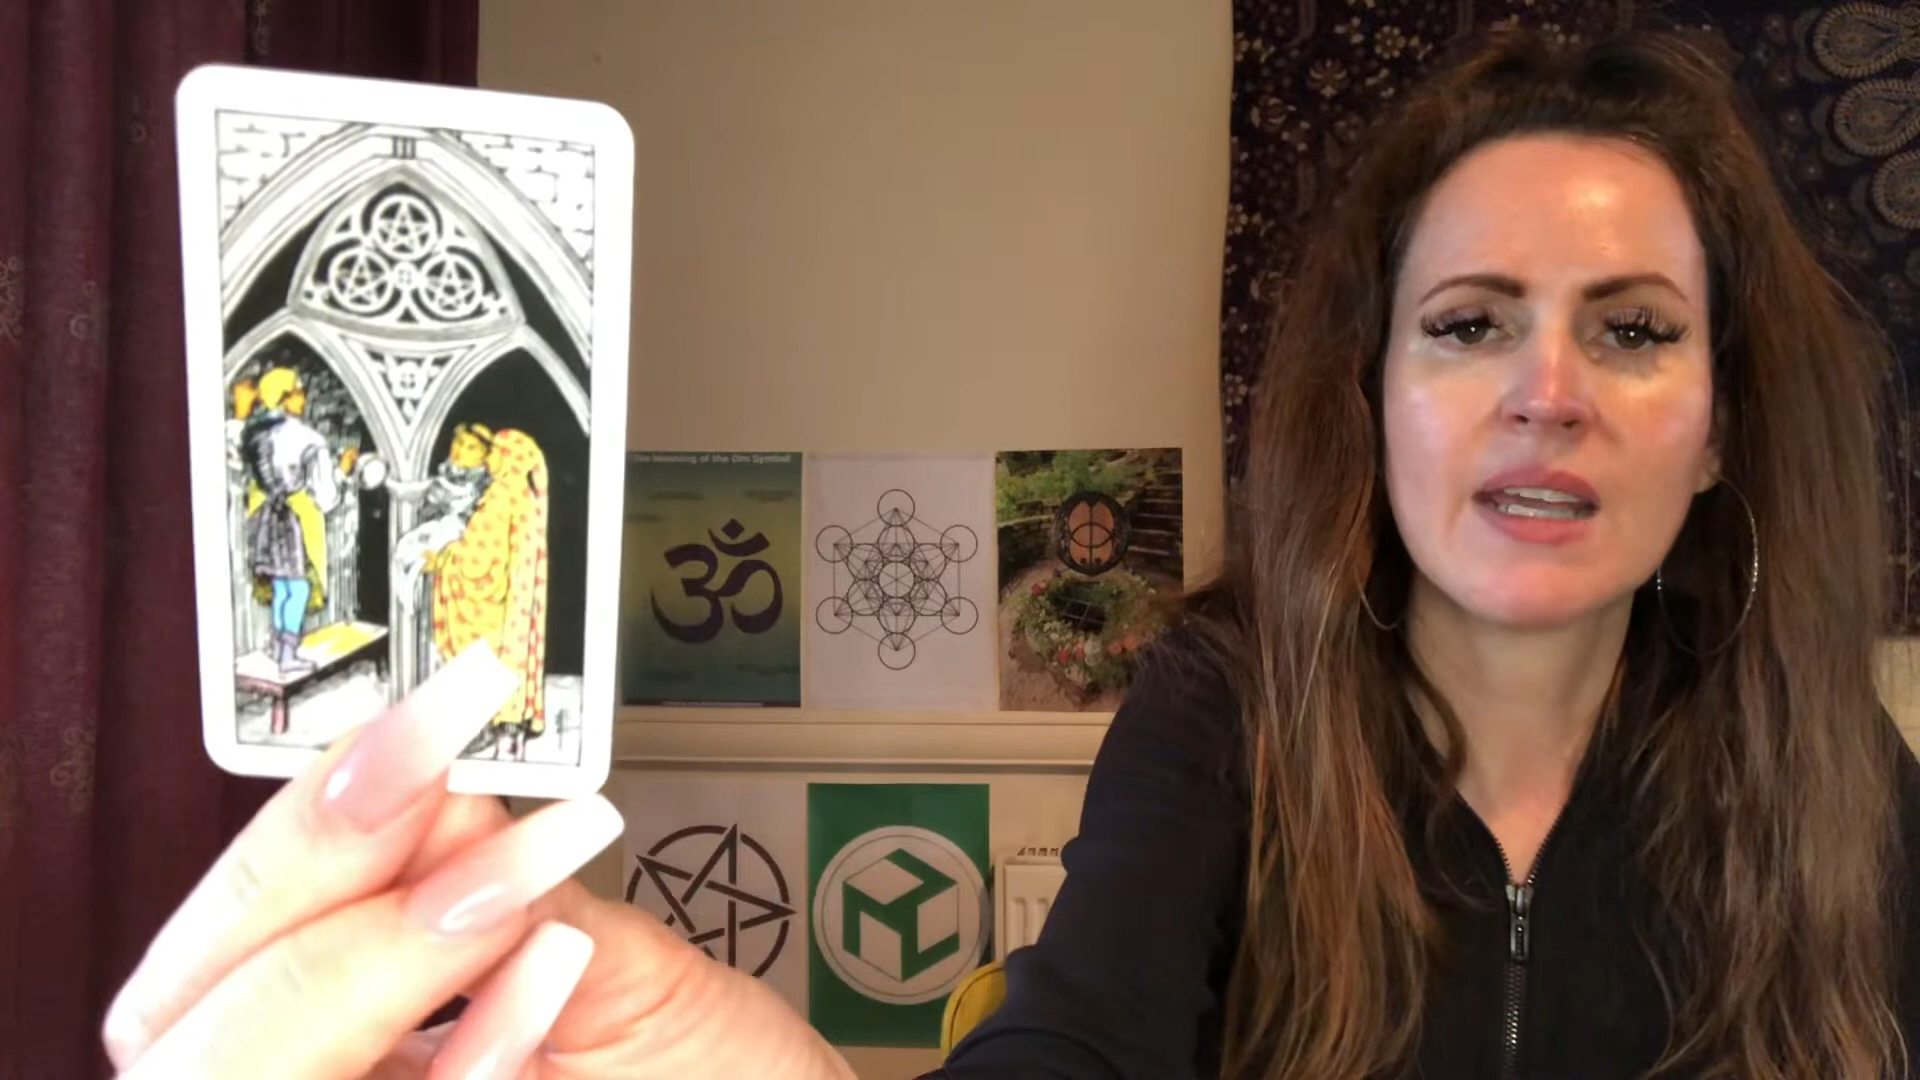 III
The Meaning of the Om Symbol
ॐ